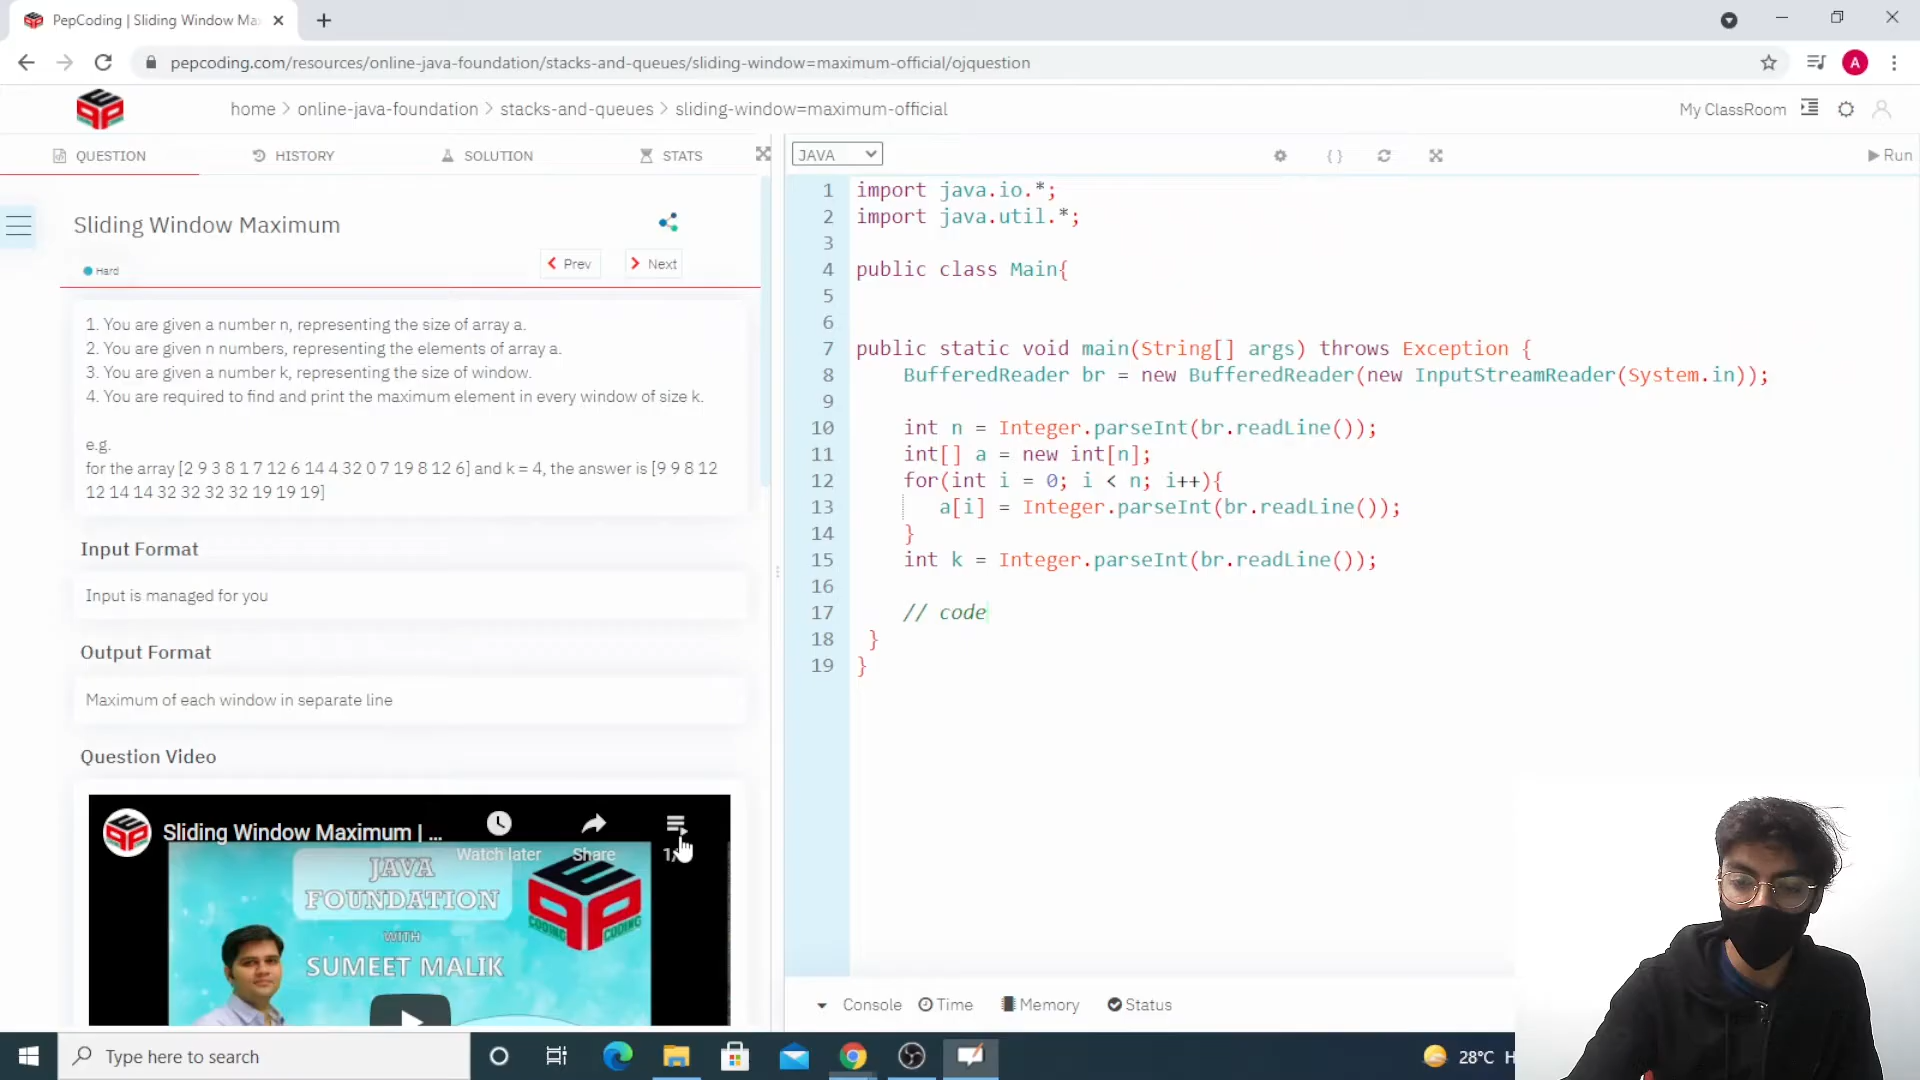 PepCoding | Sliding Window Ma
pepcoding.com/resources/online-java-foundation/stacks-and-queues/sliding-window=maximum-official/ojquestion
A
home > online-java-foundation > stacks-and-queues > sliding-window=maximum-official
My ClassRoom
QUESTION HISTORY SOLUTION STATS
JAVA
{ }
Run
Sliding Window Maximum
Prev Next
Hard
1. You are given a number n, representing the size of array a.
2. You are given n numbers, representing the elements of array a.
3. You are given a number k, representing the size of window.
4. You are required to find and print the maximum element in every window of size k.
e.g.
for the array [2 9 3 8 1 7 12 6 14 4 32 0 7 19 8 12 6] and k = 4, the answer is [9 9 8 12
12 14 14 32 32 32 32 19 19 19]
Input Format
Input is managed for you
Output Format
Maximum of each window in separate line
Question Video
Sliding Window Maximum | ...
Watch later Share 1/
JAVA
FOUNDATION
WITH
SUMEET MALIK
PEP
CODING CODING
1 import java.io.*;
2 import java.util.*;
3
4 public class Main{
5
6
7 public static void main(String[] args) throws Exception {
8 BufferedReader br = new BufferedReader(new InputStreamReader(System.in));
9
10 int n = Integer.parseInt(br.readLine());
11 int[] a = new int[n];
12 for(int i = 0; i < n; i++){
13 a[i] = Integer.parseInt(br.readLine());
14 }
15 int k = Integer.parseInt(br.readLine());
16
17 // code
18 }
19 }
Console Time Memory Status
Type here to search
28°C H